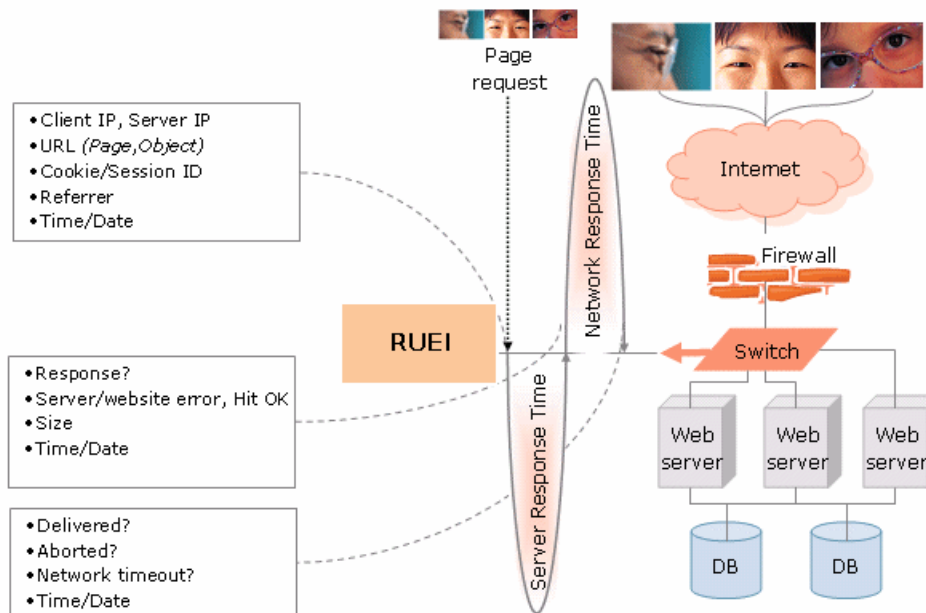 Page
request
• Client IP, Server IP
• URL (Page,Object)
• Cookie/Session ID
• Referrer
• Time/Date
Network Response Time
Internet
Firewall
RUEI
Switch
• Response?
• Server/website error, Hit OK
• Size
• Time/Date
Server Response Time
Web
server
Web
server
Web
server
• Delivered?
• Aborted?
• Network timeout?
• Time/Date
DB
DB